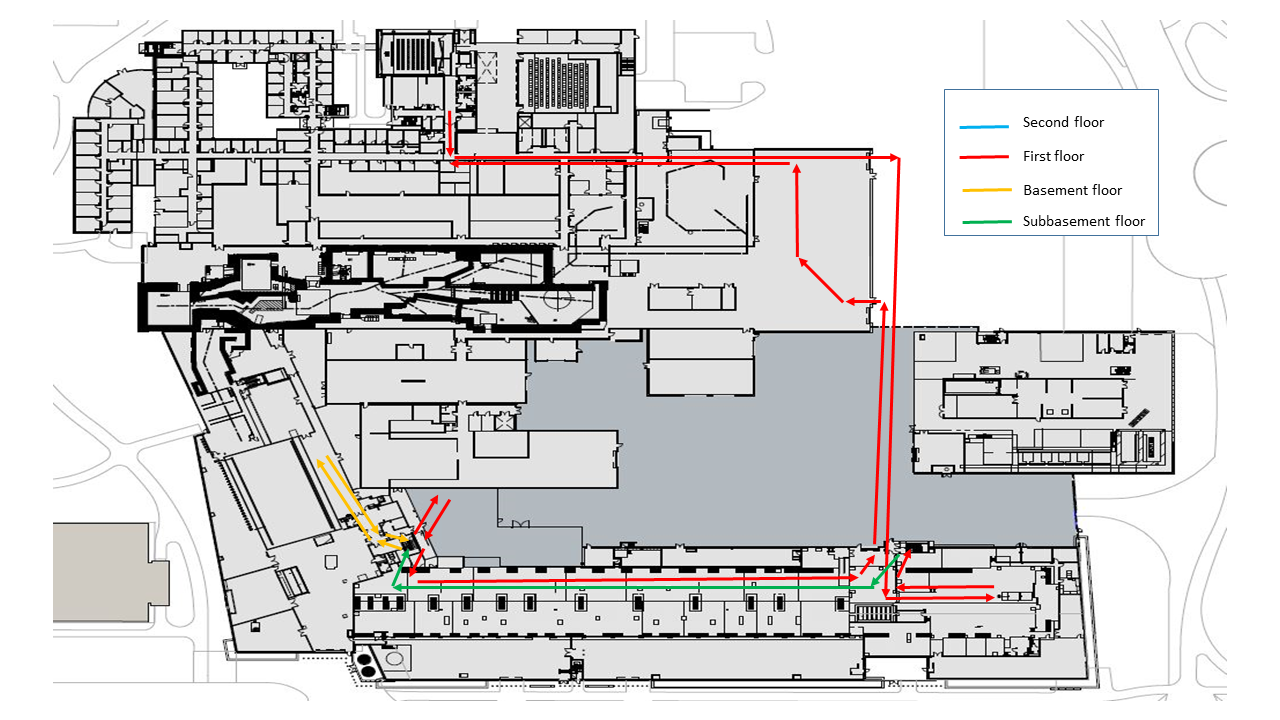 Second floor
First floor
Basement floor
Subbasement floor